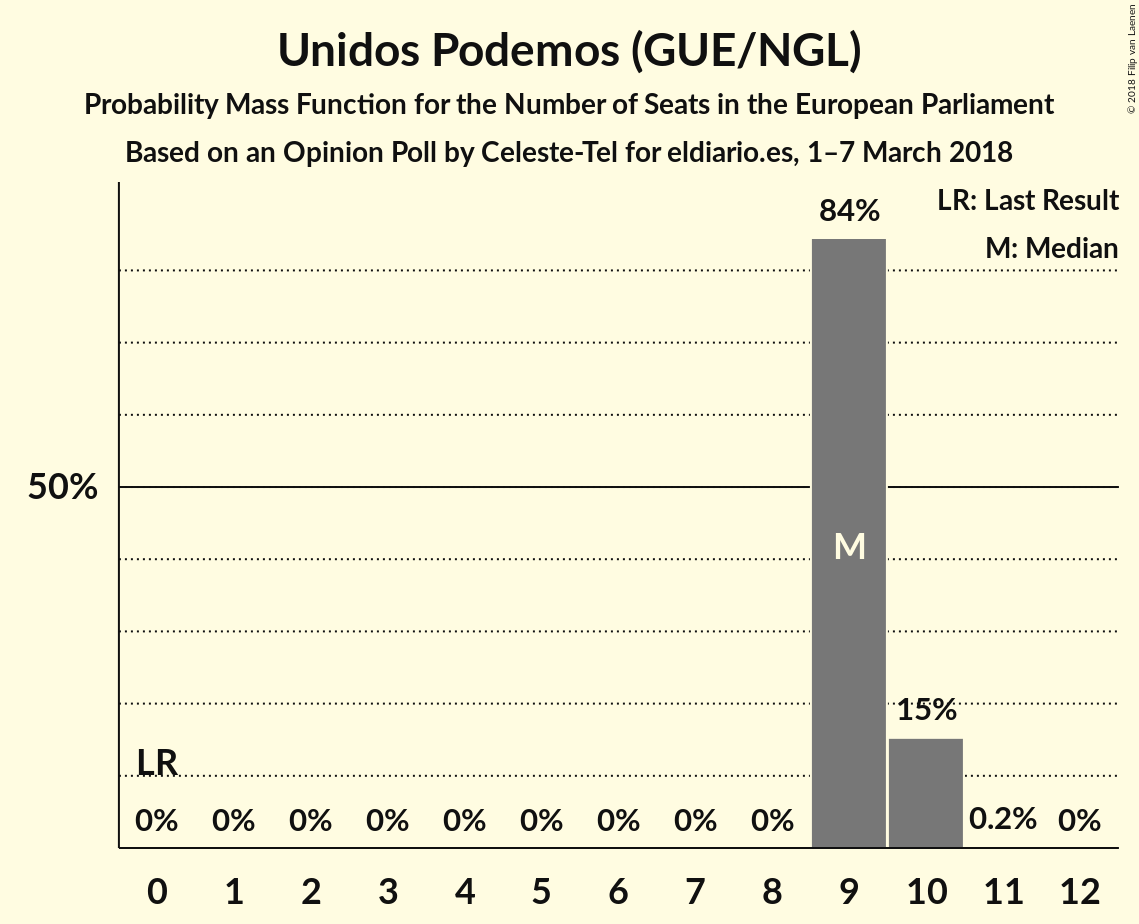 Unidos Podemos (GUE/NGL)
Probability Mass Function for the Number of Seats in the European Parliament
Based on an Opinion Poll by Celeste-Tel for eldiario.es, 1–7 March 2018
© 2018 Filip van Laenen
LR: Last Result
M: Median
84%
50%
M
15%
LR
0% 0% 0% 0% 0% 0% 0% 0% 0% 0.2% 0%
0 1 2 3 4 5 6 7 8 9 10 11 12